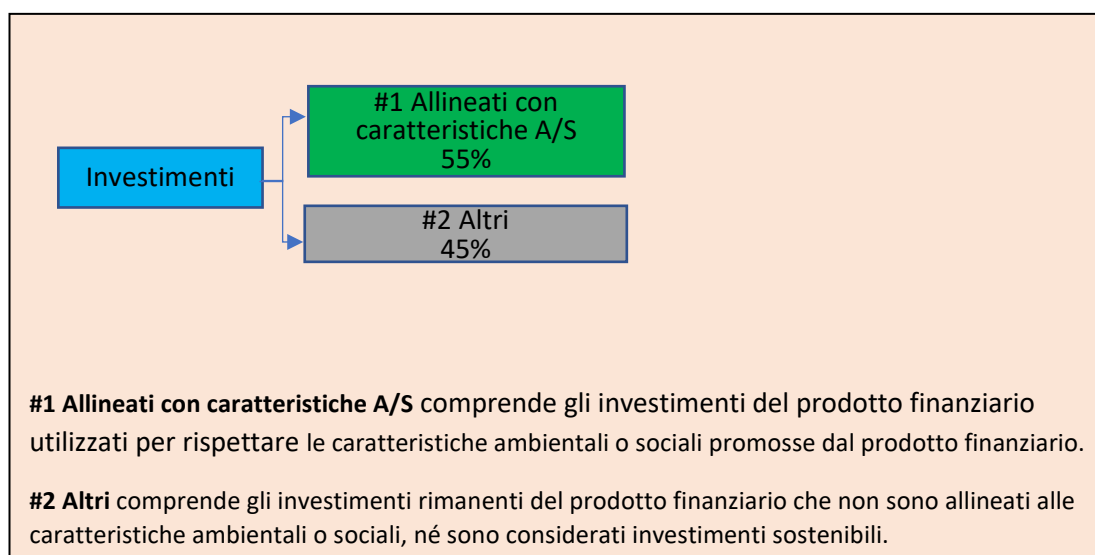 #1 Allineati con
caratteristiche A/S
55%
Investimenti
#2 Altri
45%
#1 Allineati con caratteristiche A/S comprende gli investimenti del prodotto finanziario
utilizzati per rispettare le caratteristiche ambientali o sociali promosse dal prodotto finanziario.
#2 Altri comprende gli investimenti rimanenti del prodotto finanziario che non sono allineati alle
caratteristiche ambientali o sociali, né sono considerati investimenti sostenibili.